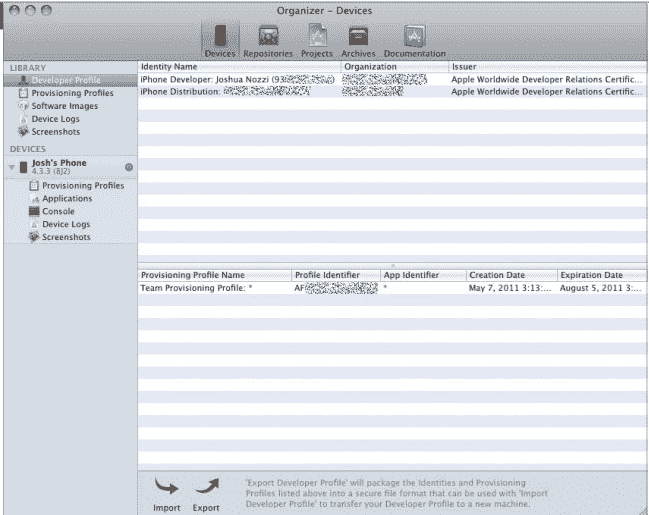 Organizer - Devices
Devices Repositories Projects Archives Documentation
LIBRARY
Developer Profile
Provisioning Profiles
Software Images
Device Logs
Screenshots
DEVICES
Josh's Phone
4.3.3 (8J2)
Provisioning Profiles
Applications
Console
Device Logs
Screenshots
Identity Name Organization Issuer
iPhone Developer: Joshua Nozzi (93 Apple Worldwide Developer Relations Certific...
iPhone Distribution: Apple Worldwide Developer Relations Certific...
Provisioning Profile Name Profile Identifier App Identifier Creation Date Expiration Date
Team Provisioning Profile: * AF * May 7, 2011 3:13:... August 5, 2011 3:...
Import Export
'Export Developer Profile' will package the Identities and Provisioning
Profiles listed above into a secure file format that can be used with 'Import
Developer Profile' to transfer your Developer Profile to a new machine.